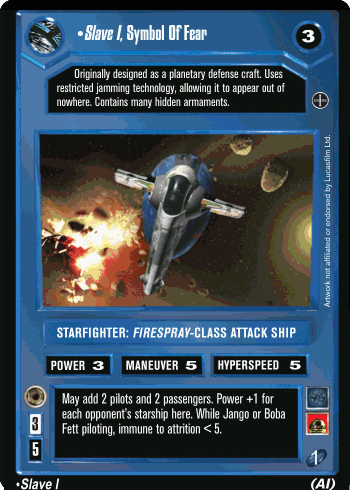 •Slave I, Symbol Of Fear
3
Originally designed as a planetary defense craft. Uses
restricted jamming technology, allowing it to appear out of
nowhere. Contains many hidden armaments.
Artwork not affiliated or endorsed by Lucasfilm Ltd.
STARFIGHTER: FIRESPRAY-CLASS ATTACK SHIP
POWER 3 MANEUVER 5 HYPERSPEED 5
May add 2 pilots and 2 passengers. Power +1 for
each opponent's starship here. While Jango or Boba
Fett piloting, immune to attrition < 5.
3
5
1
•Slave I (AI)